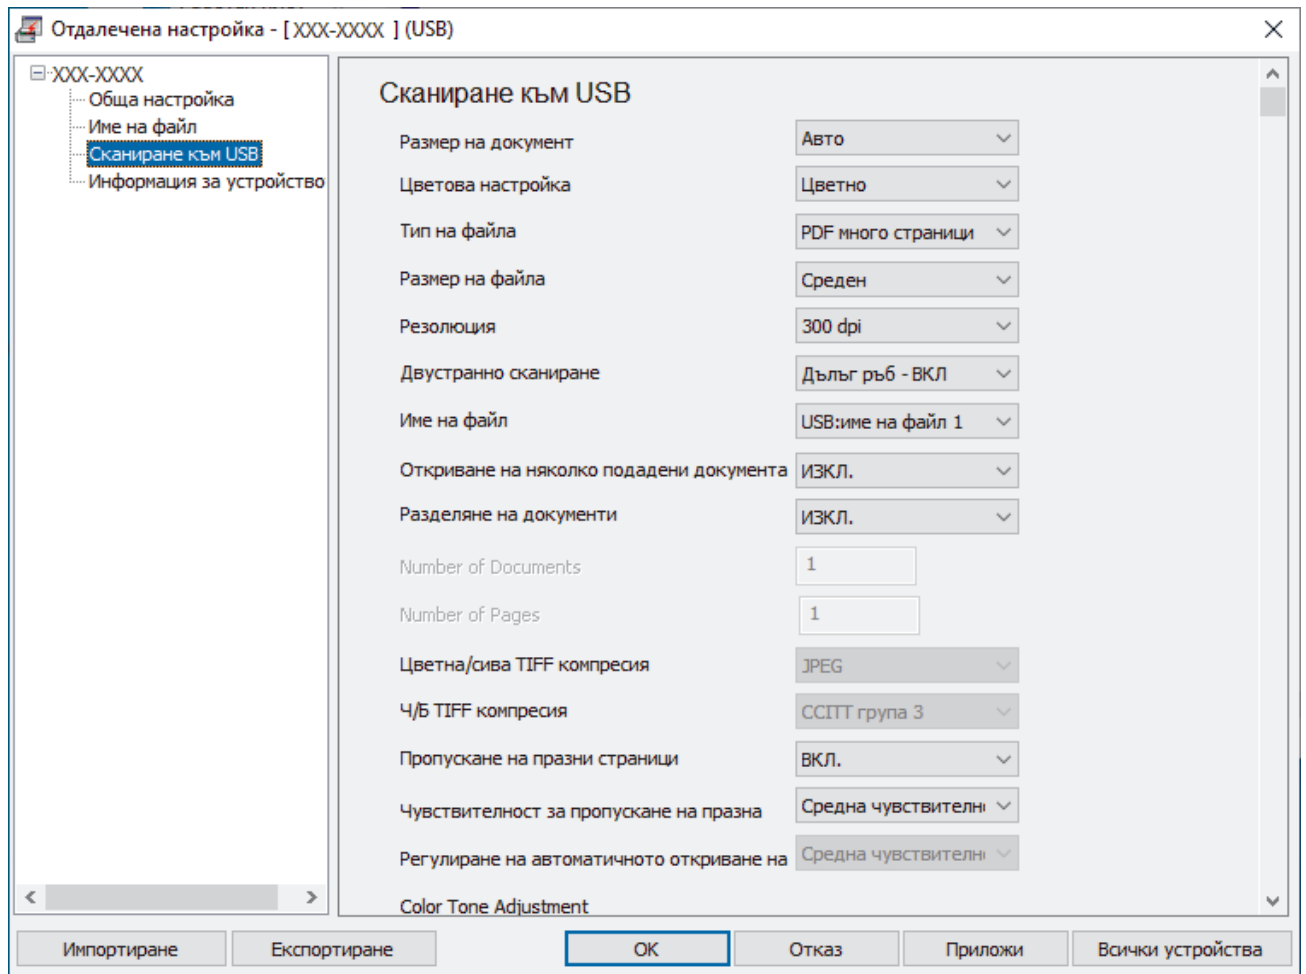 Отдалечена настройка - [ XXX-XXXX ] (USB)
XXX-XXXX
Обща настройка
Име на файл
Сканиране към USB
Информация за устройство
Сканиране към USB
Размер на документ Авто
Цветова настройка Цветно
Тип на файла PDF много страници
Размер на файла Среден
Резолюция 300 dpi
Двустранно сканиране Дълъг ръб - ВКЛ
Име на файл USB:име на файл 1
Откриване на няколко подадени документа ИЗКЛ.
Разделяне на документи ИЗКЛ.
Number of Documents 1
Number of Pages 1
Цветна/сива TIFF компресия JPEG
Ч/Б TIFF компресия CCITT група 3
Пропускане на празни страници ВКЛ.
Чувствителност за пропускане на празна Средна чувствителн
Регулиране на автоматичното откриване на Средна чувствителн
Color Tone Adjustment
Импортиране Експортиране OK Отказ Приложи Всички устройства